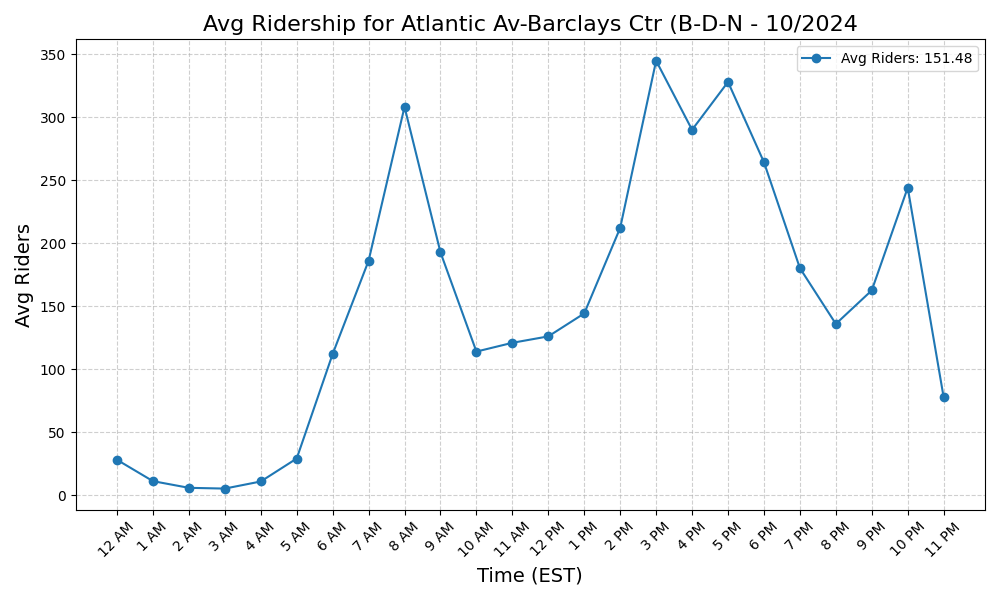 Avg Ridership for Atlantic Av-Barclays Ctr (B-D-N - 10/2024
Avg Riders: 151.48
Avg Riders
350
300
250
200
150
100
50
0
12 AM
1 AM
2 AM
3 AM
4 AM
5 AM
6 AM
7 AM
8 AM
9 AM
10 AM
11 AM
12 PM
1 PM
2 PM
3 PM
4 PM
5 PM
6 PM
7 PM
8 PM
9 PM
10 PM
11 PM
Time (EST)